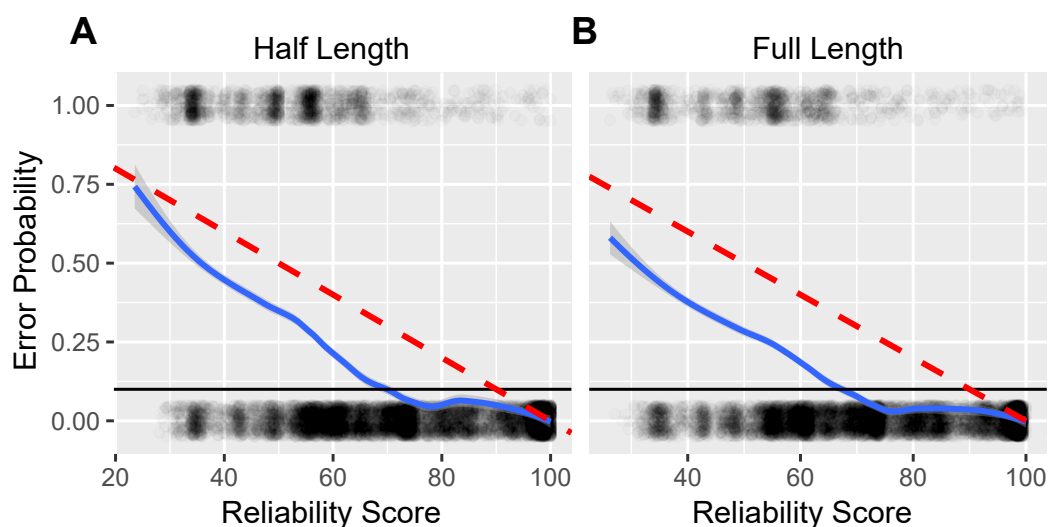 A
B
Half Length
Full Length
Error Probability
1.00
0.75
0.50
0.25
0.00
20 40 60 80 100
40 60 80 100
Reliability Score
Reliability Score